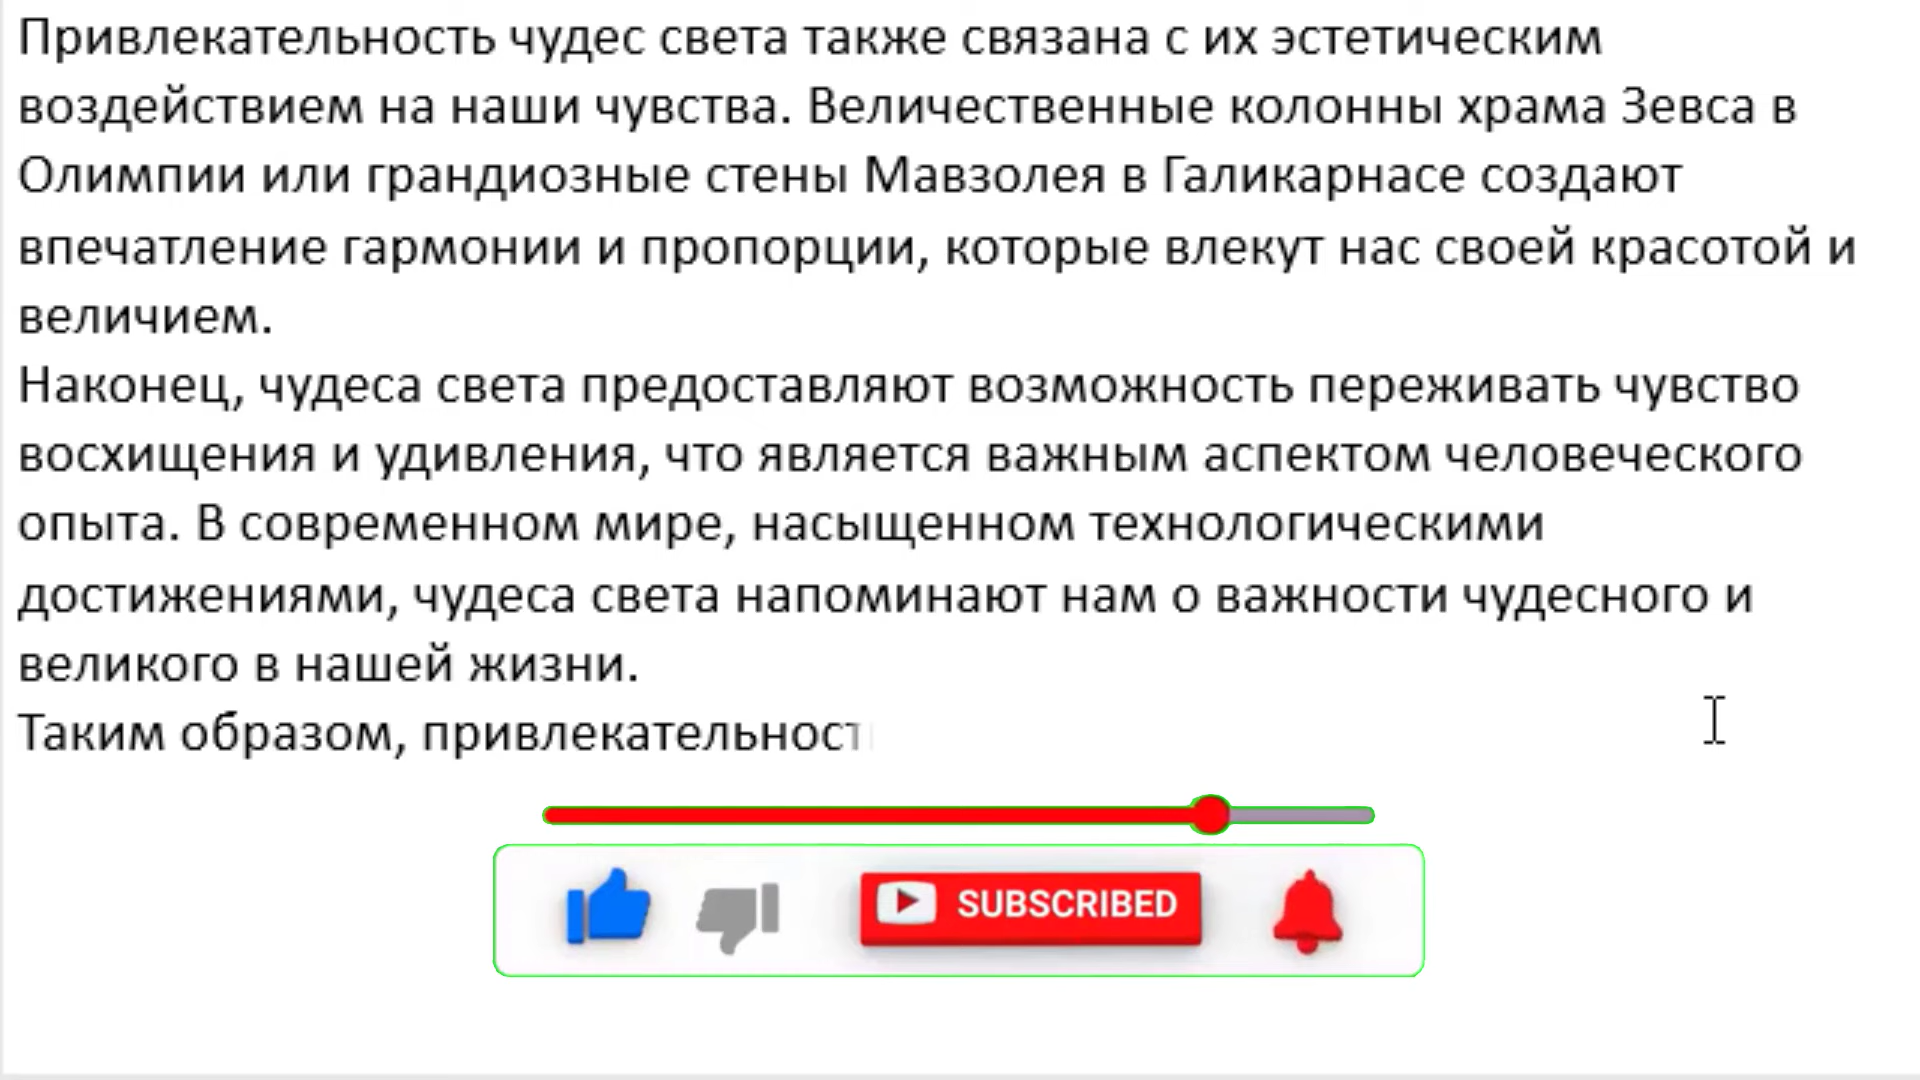 Привлекательность чудес света также связана с их эстетическим
воздействием на наши чувства. Величественные колонны храма Зевса в
Олимпии или грандиозные стены Мавзолея в Галикарнасе создают
впечатление гармонии и пропорции, которые влекут нас своей красотой и
величием.
Наконец, чудеса света предоставляют возможность переживать чувство
восхищения и удивления, что является важным аспектом человеческого
опыта. В современном мире, насыщенном технологическими
достижениями, чудеса света напоминают нам о важности чудесного и
великого в нашей жизни.
Таким образом, привлекательност
SUBSCRIBED